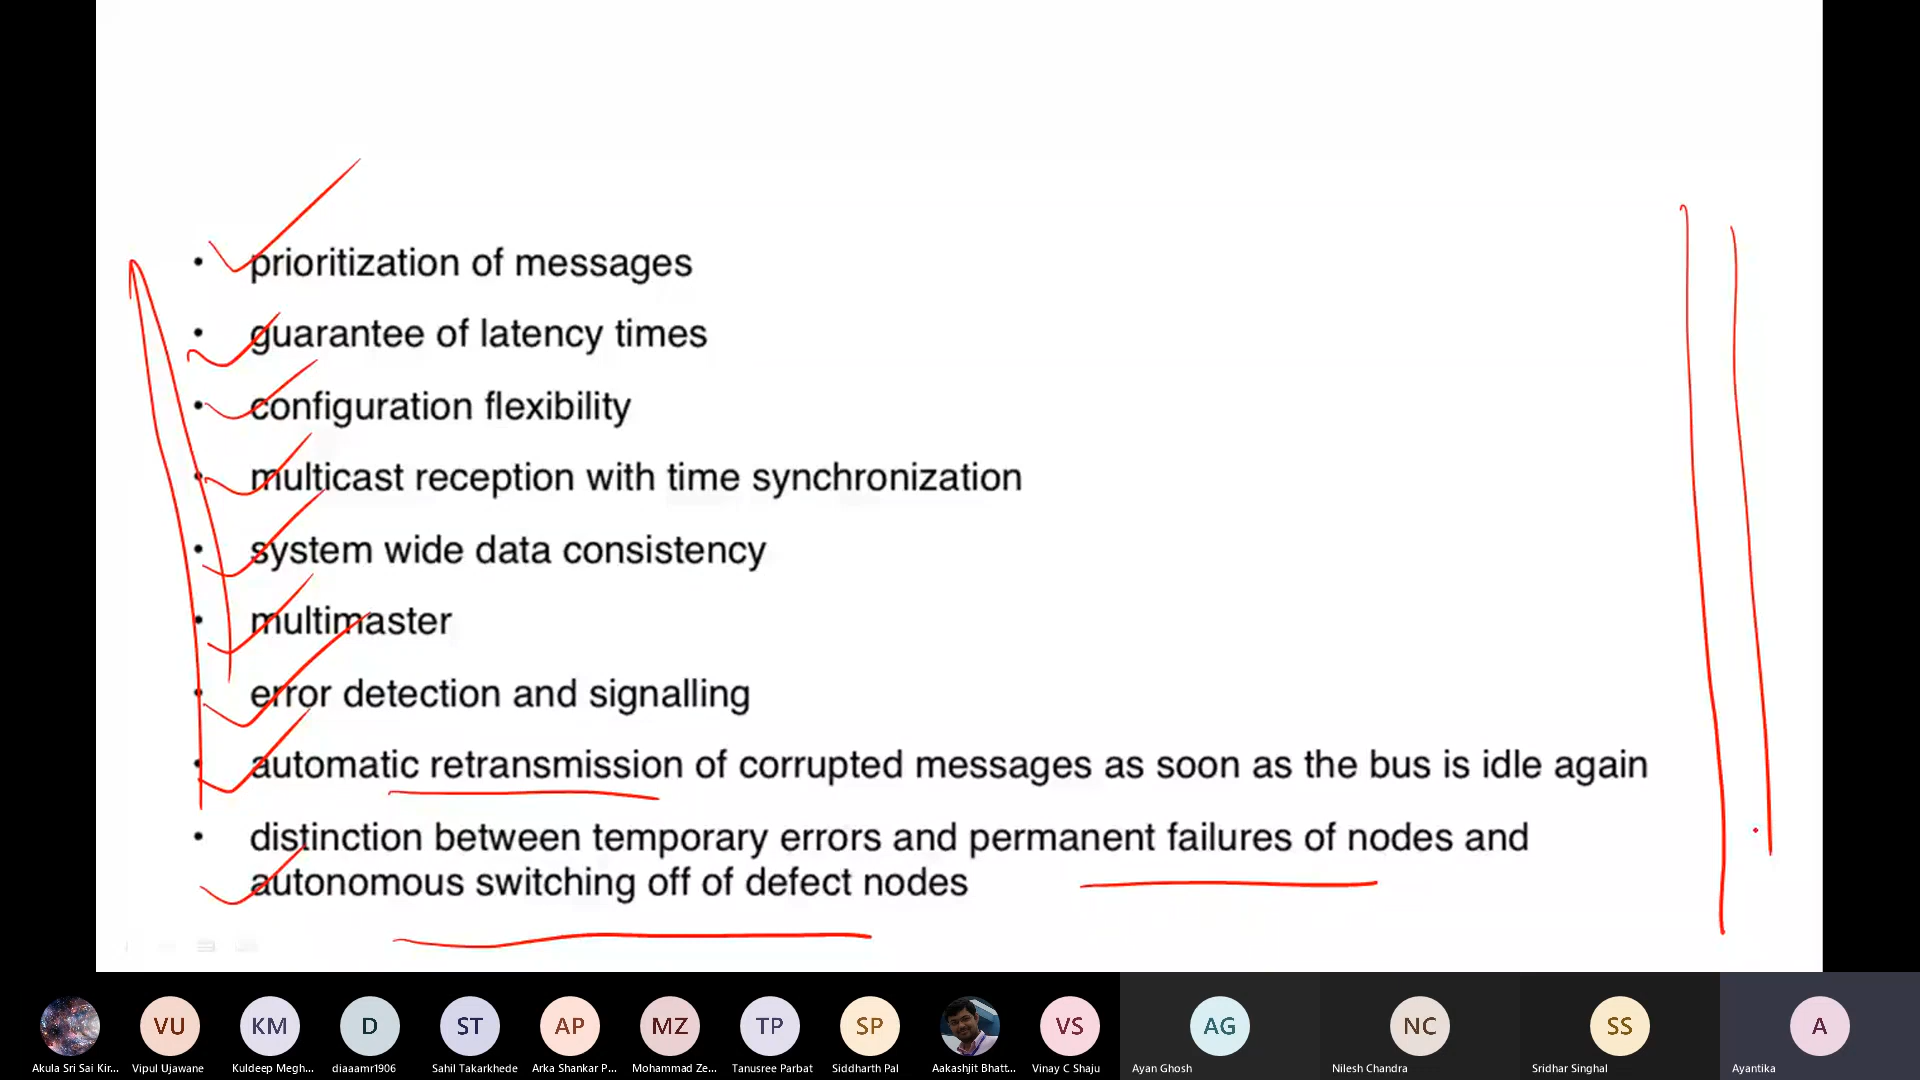 • prioritization of messages
• guarantee of latency times
• configuration flexibility
• multicast reception with time synchronization
• system wide data consistency
• multimaster
• error detection and signalling
• automatic retransmission of corrupted messages as soon as the bus is idle again
• distinction between temporary errors and permanent failures of nodes and
autonomous switching off of defect nodes
VU KM D ST AP MZ TP SP VS AG NC SS A
Akula Sri Sai Kir... Vipul Ujawane Kuldeep Megh... diaaamr1906 Sahil Takarkhede Arka Shankar P... Mohammad Ze... Tanusree Parbat Siddharth Pal Aakashjit Bhatt... Vinay C Shaju Ayan Ghosh Nilesh Chandra Sridhar Singhal Ayantika